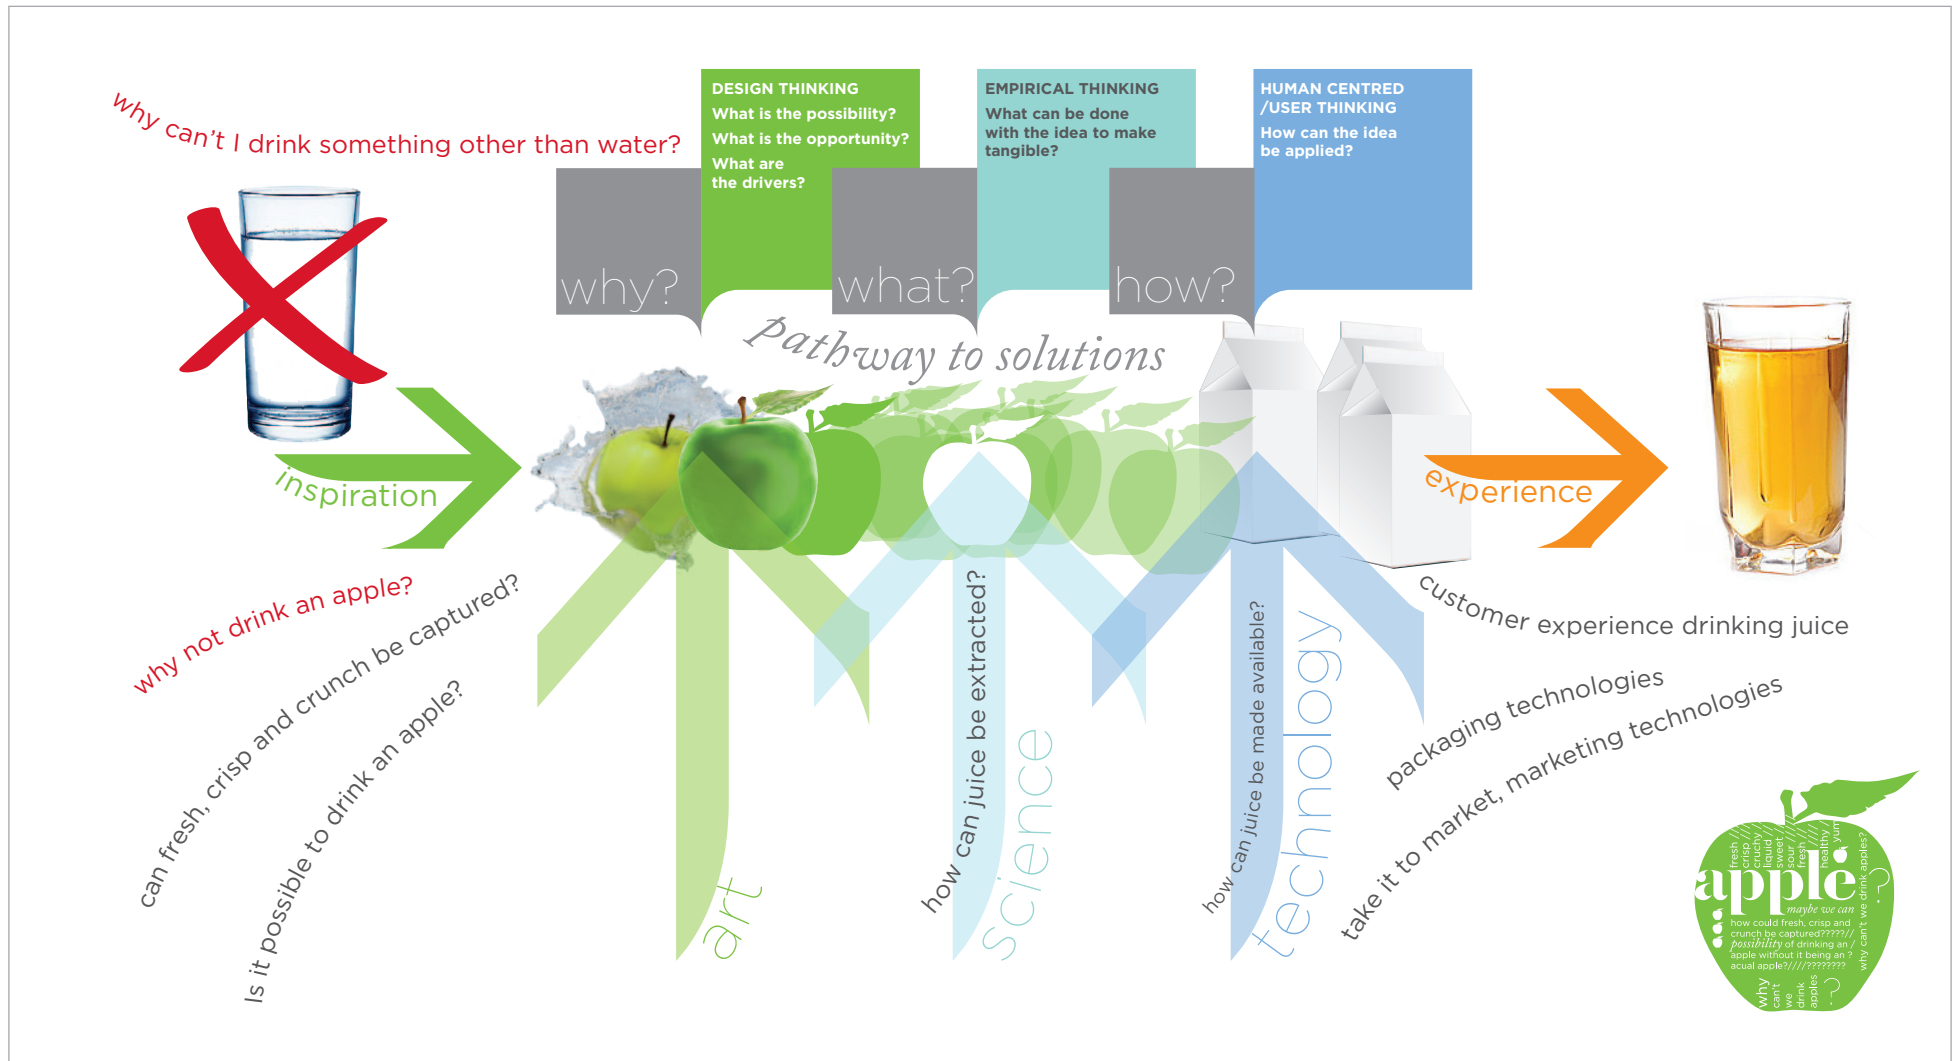 why can't I drink something other than water?
DESIGN THINKING
What is the possibility?
What is the opportunity?
What are
the drivers?
EMPIRICAL THINKING
What can be done
with the idea to make
tangible?
HUMAN CENTRED
/USER THINKING
How can the idea
be applied?
why?
what?
how?
pathway to solutions
inspiration
experience
why not drink an apple?
can fresh, crisp and crunch be captured?
Is it possible to drink an apple?
art
how can juice be extracted?
science
how can juice be made available?
technology
customer experience drinking juice
packaging technologies
take it to market, marketing technologies
fresh ////
crisp ////
cruchy
liquid
sweet
sour ////
fresh
healthy
yum
apple
maybe we can
how could fresh, crisp and
crunch be captured?????//
possibility of drinking an /
apple without it being an ?
acual apple?////????????
why can't we drink apples?
?
why
can't
we
drink
apples
?